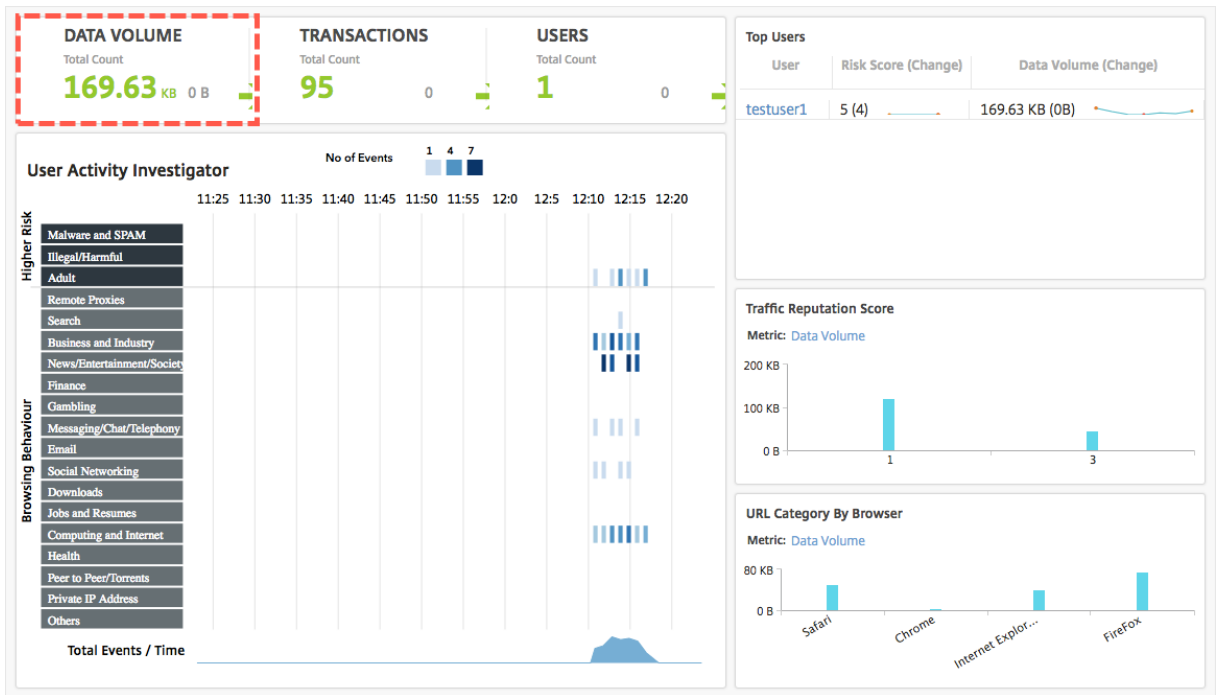 DATA VOLUME
Total Count
169.63 KB 0 B
TRANSACTIONS
Total Count
95 0
USERS
Total Count
1 0
User Activity Investigator
No of Events
1 4 7
11:25 11:30 11:35 11:40 11:45 11:50 11:55 12:0 12:5 12:10 12:15 12:20
Higher Risk
Malware and SPAM
Illegal/Harmful
Adult
Browsing Behaviour
Remote Proxies
Search
Business and Industry
News/Entertainment/Society
Finance
Gambling
Messaging/Chat/Telephony
Email
Social Networking
Downloads
Jobs and Resumes
Computing and Internet
Health
Peer to Peer/Torrents
Private IP Address
Others
Total Events / Time
Top Users
User Risk Score (Change) Data Volume (Change)
testuser1 5 (4) 169.63 KB (0B)
Traffic Reputation Score
Metric: Data Volume
200 KB
100 KB
0 B
1 3
URL Category By Browser
Metric: Data Volume
80 KB
0 B
Safari Chrome Internet Explor... FireFox